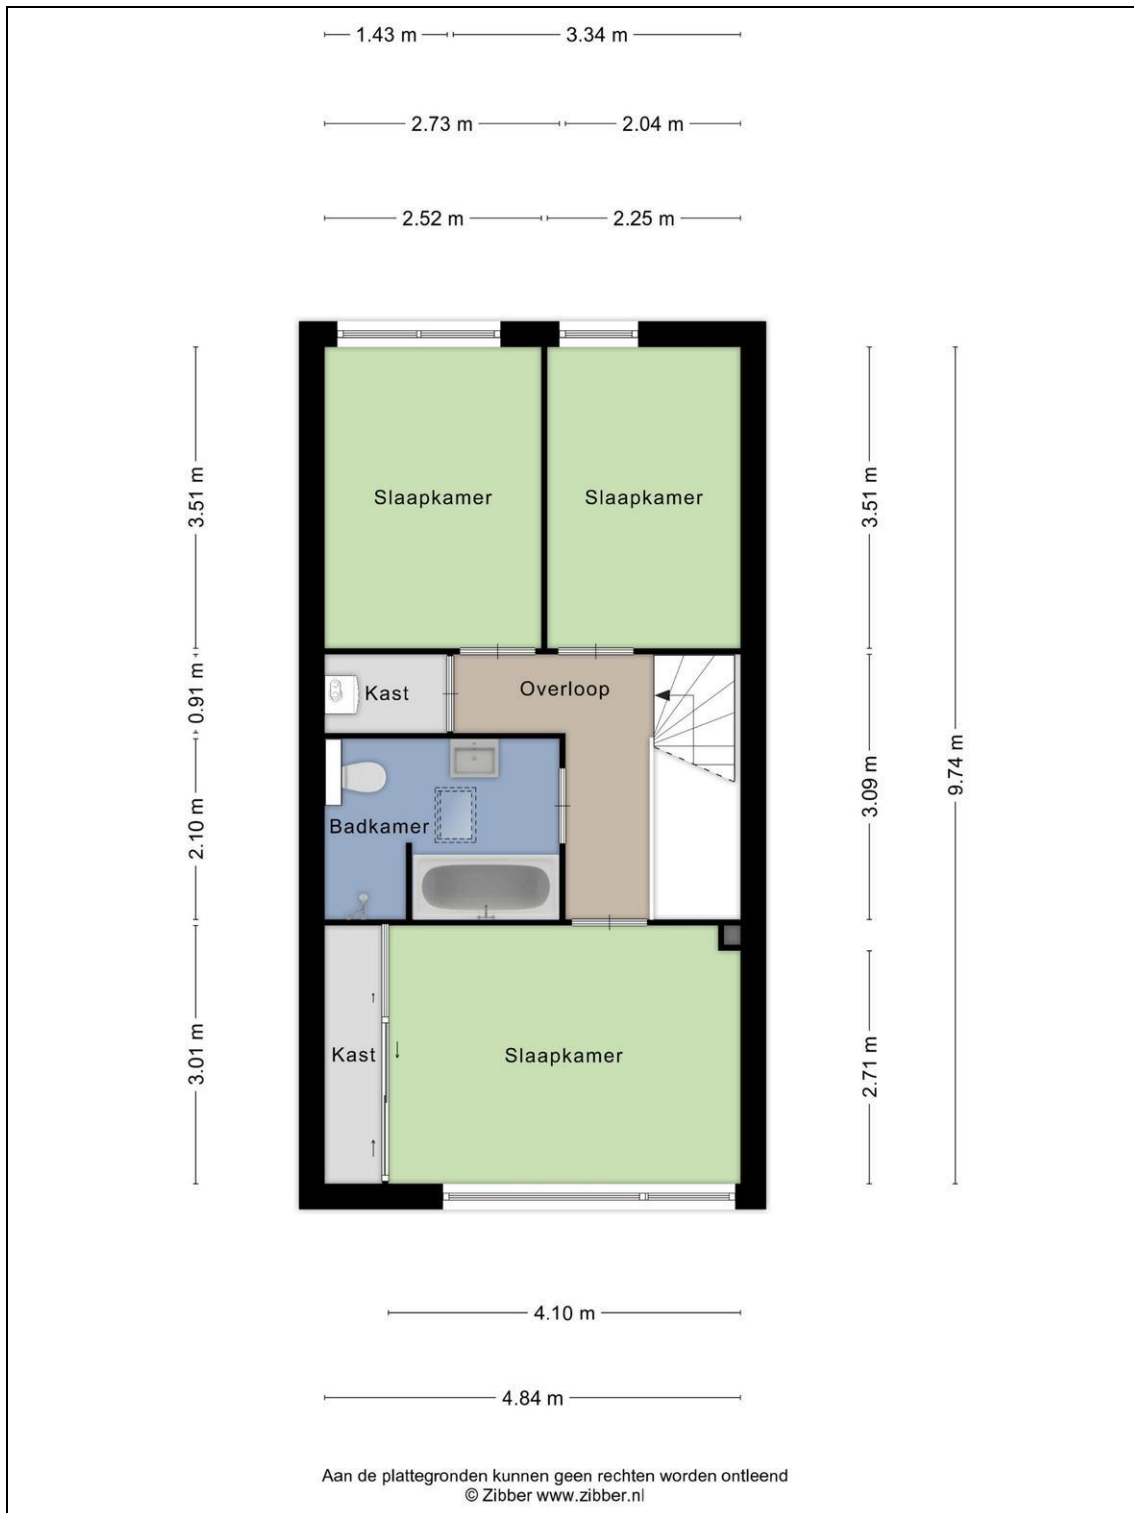 1.43 m 3.34 m
2.73 m 2.04 m
2.52 m 2.25 m
3.51 m
0.91 m
2.10 m
3.01 m
Slaapkamer Slaapkamer
Kast Overloop
Badkamer
Kast Slaapkamer
3.51 m
3.09 m
2.71 m
9.74 m
4.10 m
4.84 m
Aan de plattegronden kunnen geen rechten worden ontleend
© Zibber www.zibber.nl